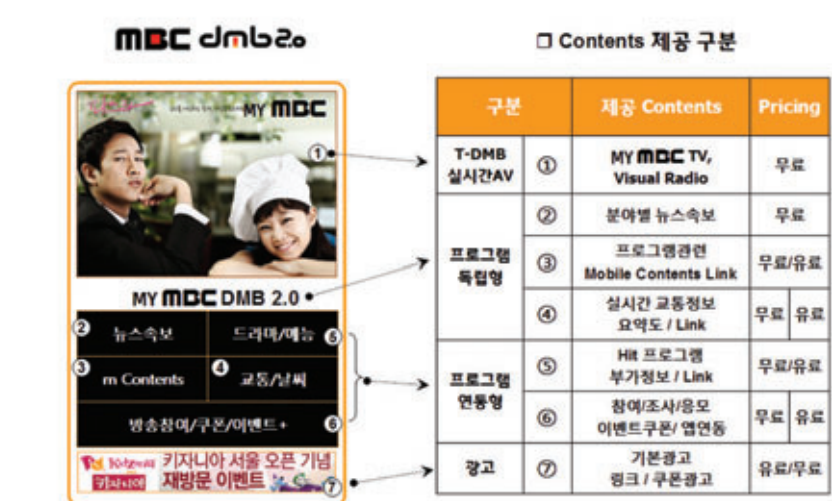 MBC dmb 2.0
❐ Contents 제공 구분
MY MBC
①
MY MBC DMB 2.0
② 뉴스속보
드라마/예능 ⑤
③ m Contents
④ 교통/날씨
방송참여/쿠폰/이벤트+ ⑥
키자니아
키자니아 서울 오픈 기념
재방문 이벤트 ⑦
구분 제공 Contents Pricing
T-DMB
실시간AV
① MY MBC TV,
Visual Radio
무료
프로그램
독립형
② 분야별 뉴스속보 무료
③ 프로그램관련
Mobile Contents Link
무료/유료
④ 실시간 교통정보
요약도 / Link
무료 유료
프로그램
연동형
⑤ Hit 프로그램
부가정보 / Link
무료/유료
⑥ 참여/조사/응모
이벤트쿠폰/ 앱연동
무료 유료
광고 ⑦ 기본광고
링크 / 쿠폰광고
유료/무료